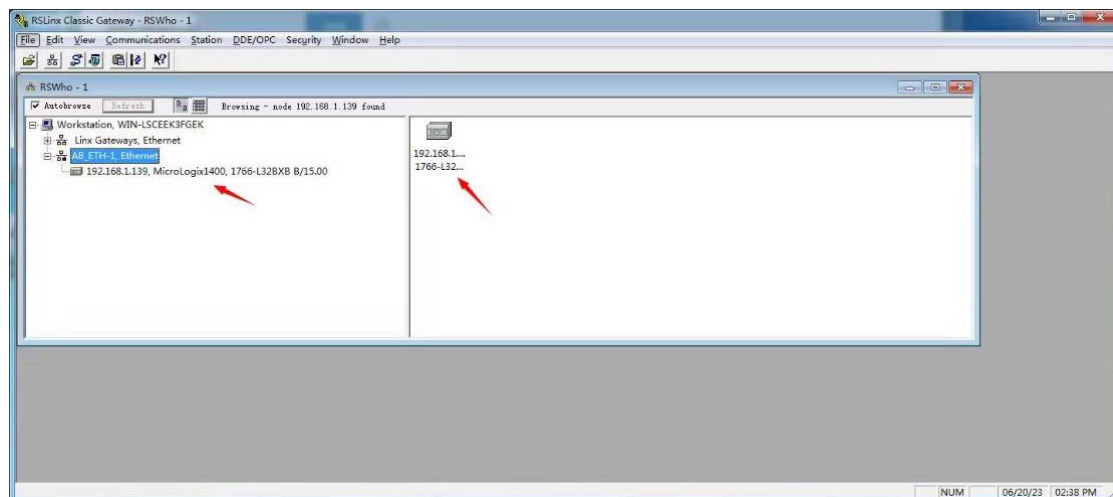 RSLinx Classic Gateway - RSWho - 1
File Edit View Communications Station DDE/OPC Security Window Help
RSWho - 1
Autobrowse Refresh Browsing - node 192.168.1.139 found
Workstation, WIN-LSCEEK3FGEK
Linx Gateways, Ethernet
AB_ETH-1, Ethernet
192.168.1.139, MicroLogix1400, 1766-L32BXB B/15.00
192.168.1....
1766-L32...
NUM 06/20/23 02:38 PM